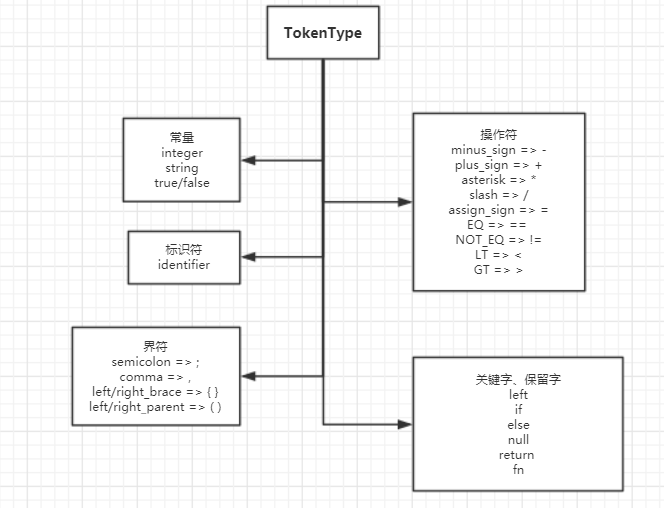 TokenType
常量
integer
string
true/false
标识符
identifier
界符
semicolon => ;
comma => ,
left/right_brace => { }
left/right_parent => ( )
操作符
minus_sign => -
plus_sign => +
asterisk => *
slash => /
assign_sign => =
EQ => ==
NOT_EQ => !=
LT => <
GT => >
关键字、保留字
left
if
else
null
return
fn